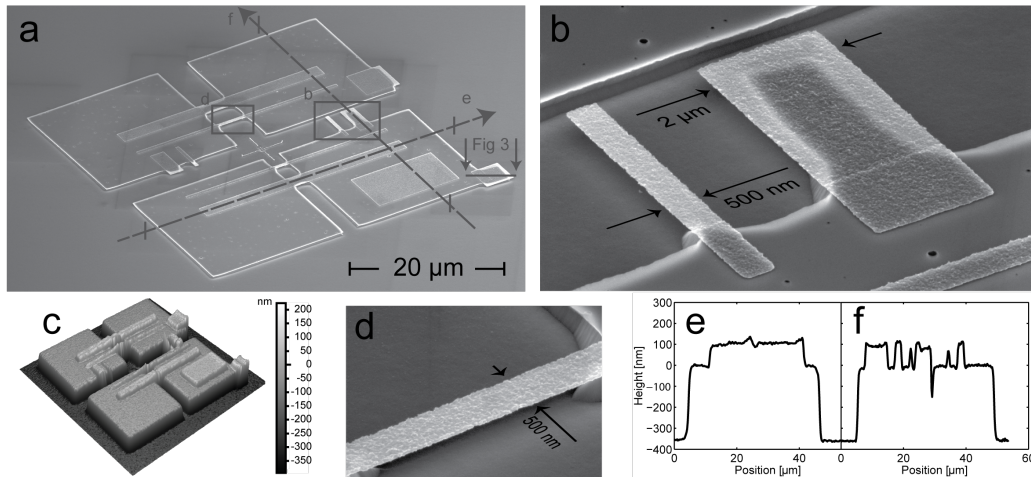 a
f
d
b
e
Fig 3
20 µm
b
2 µm
500 nm
c
nm
200
150
100
50
0
-50
-100
-150
-200
-250
-300
-350
d
500 nm
e
f
Height [nm]
300
200
100
0
−100
−200
−300
−400
0
20
40
0
20
40
60
Position [µm]
Position [µm]